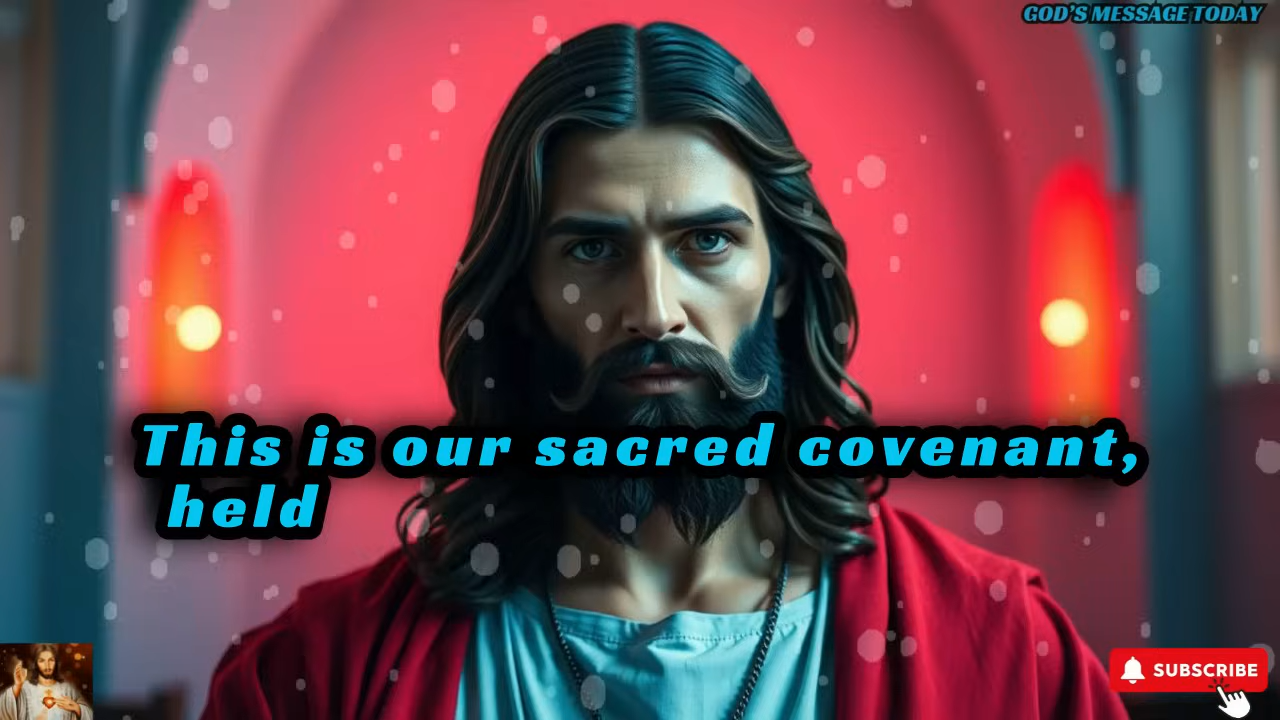 GOD'S MESSAGE TODAY
This is our sacred covenant,
held
SUBSCRIBE